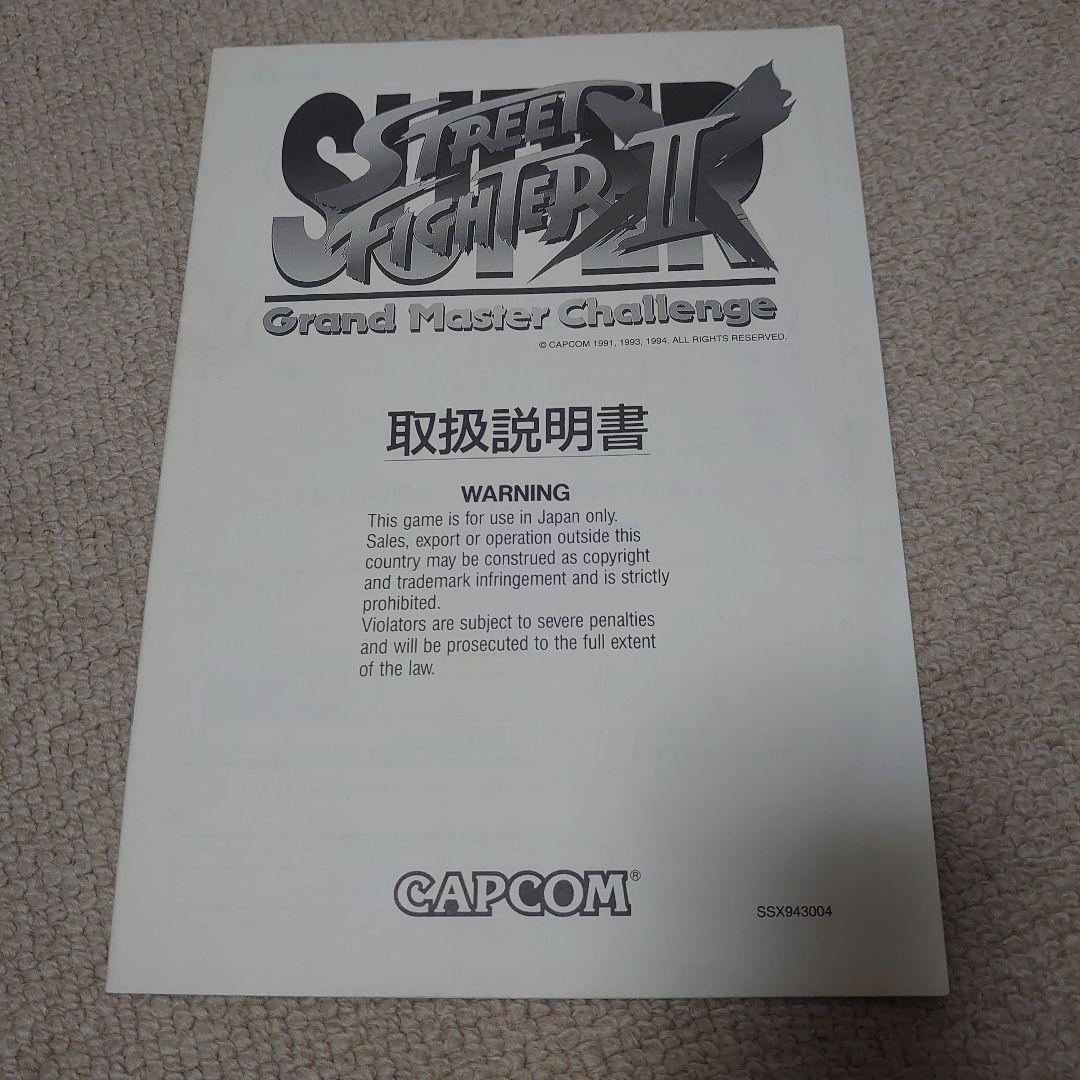 SUPER
STREET
FIGHTER II X
Grand Master Challenge
© CAPCOM 1991, 1993, 1994. ALL RIGHTS RESERVED.
取扱説明書
WARNING
This game is for use in Japan only.
Sales, export or operation outside this
country may be construed as copyright
and trademark infringement and is strictly
prohibited.
Violators are subject to severe penalties
and will be prosecuted to the full extent
of the law.
CAPCOM®
SSX943004